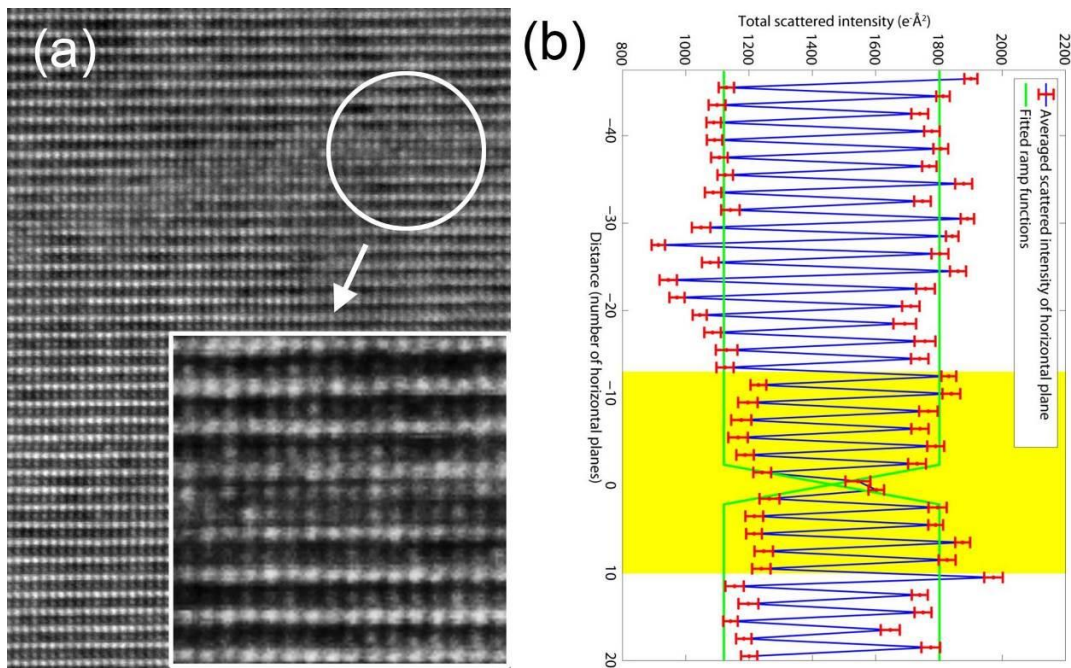 (a)
(b)
Total scattered intensity (e⁻Å²)
800 1000 1200 1400 1600 1800 2000 2200
Averaged scattered intensity of horizontal plane
Fitted ramp functions
Distance (number of horizontal planes)
−40
−30
−20
−10
0
10
20